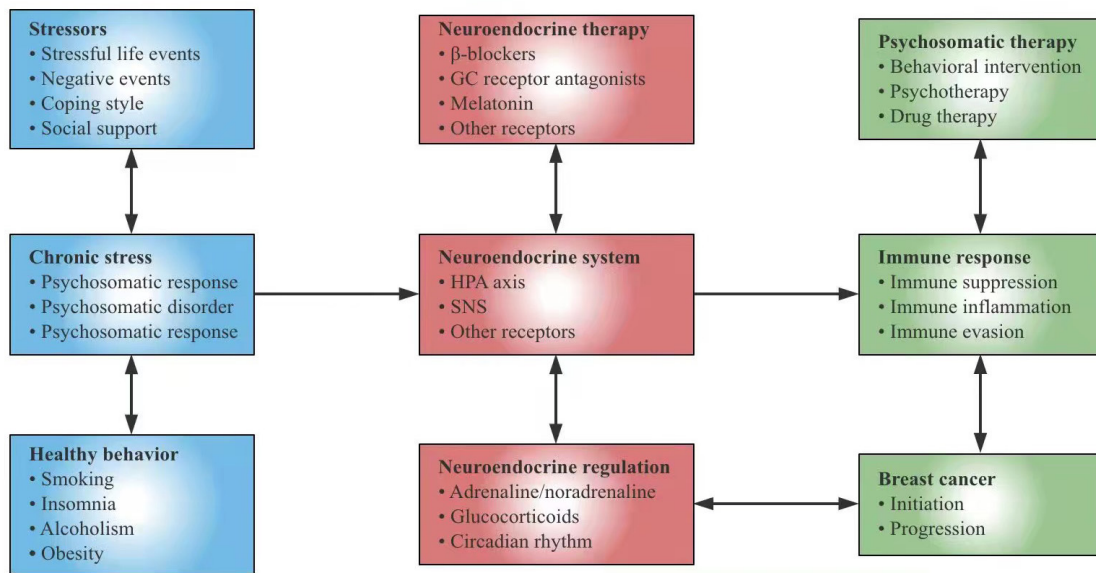 Stressors
• Stressful life events
• Negative events
• Coping style
• Social support
Neuroendocrine therapy
• β-blockers
• GC receptor antagonists
• Melatonin
• Other receptors
Psychosomatic therapy
• Behavioral intervention
• Psychotherapy
• Drug therapy
Chronic stress
• Psychosomatic response
• Psychosomatic disorder
• Psychosomatic response
Neuroendocrine system
• HPA axis
• SNS
• Other receptors
Immune response
• Immune suppression
• Immune inflammation
• Immune evasion
Healthy behavior
• Smoking
• Insomnia
• Alcoholism
• Obesity
Neuroendocrine regulation
• Adrenaline/noradrenaline
• Glucocorticoids
• Circadian rhythm
Breast cancer
• Initiation
• Progression